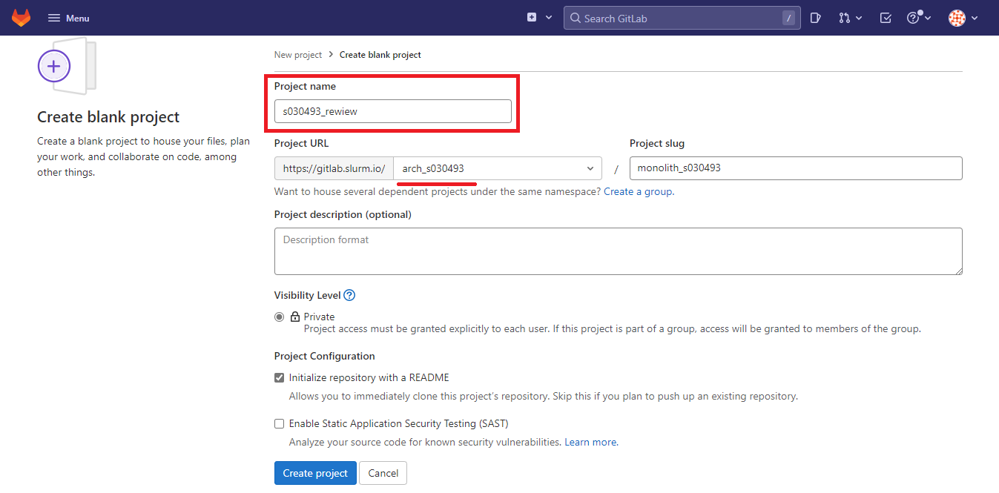 Menu
Search GitLab /
New project > Create blank project
Create blank project
Create a blank project to house your files, plan
your work, and collaborate on code, among
other things.
Project name
s030493_rewiew
Project URL
Project slug
https://gitlab.slurm.io/ arch_s030493 / monolith_s030493
Want to house several dependent projects under the same namespace? Create a group.
Project description (optional)
Description format
Visibility Level
Private
Project access must be granted explicitly to each user. If this project is part of a group, access will be granted to members of the group.
Project Configuration
Initialize repository with a README
Allows you to immediately clone this project's repository. Skip this if you plan to push up an existing repository.
Enable Static Application Security Testing (SAST)
Analyze your source code for known security vulnerabilities. Learn more.
Create project
Cancel